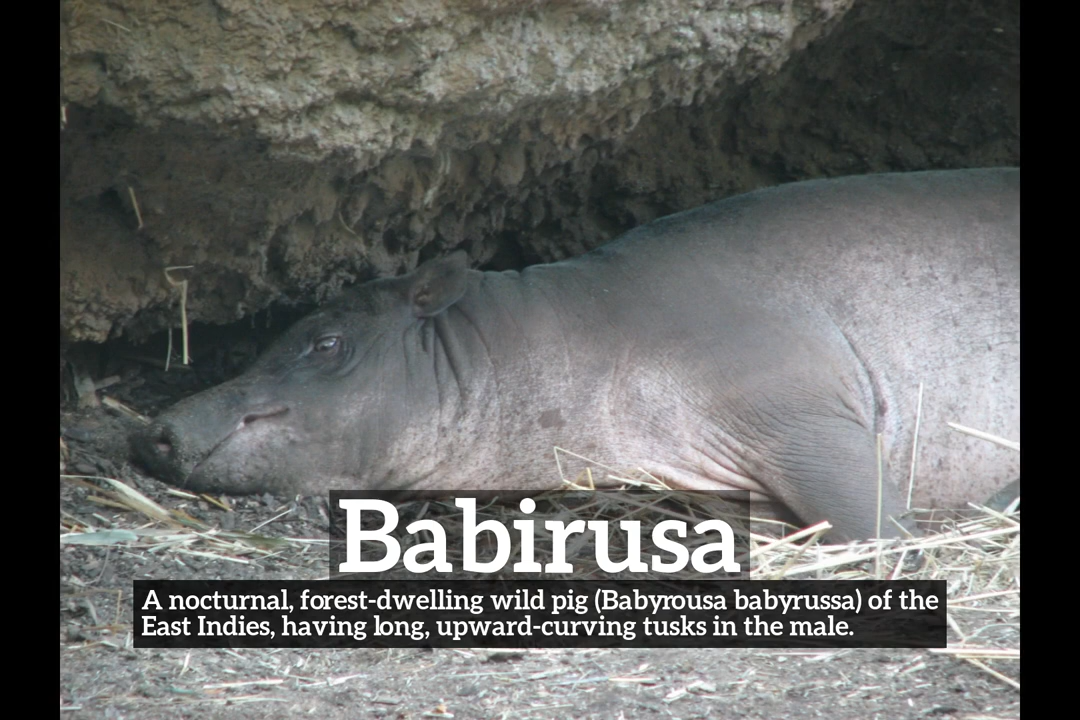 Babirusa
A nocturnal, forest-dwelling wild pig (Babyrousa babyrussa) of the
East Indies, having long, upward-curving tusks in the male.